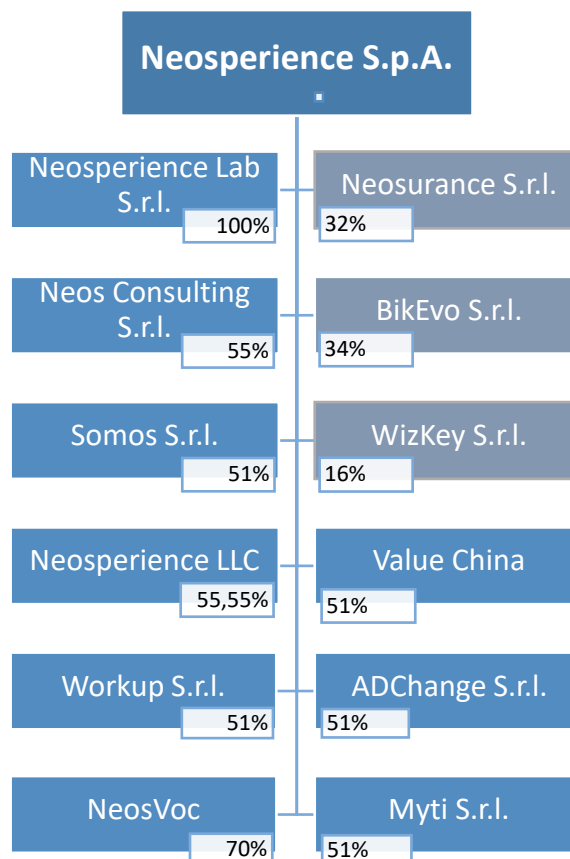 Neosperience S.p.A.
Neosperience Lab
S.r.l.
100%
Neosurance S.r.l.
32%
Neos Consulting
S.r.l.
55%
BikEvo S.r.l.
34%
Somos S.r.l.
51%
WizKey S.r.l.
16%
Neosperience LLC
55,55%
Value China
51%
Workup S.r.l.
51%
ADChange S.r.l.
51%
NeosVoc
70%
Myti S.r.l.
51%